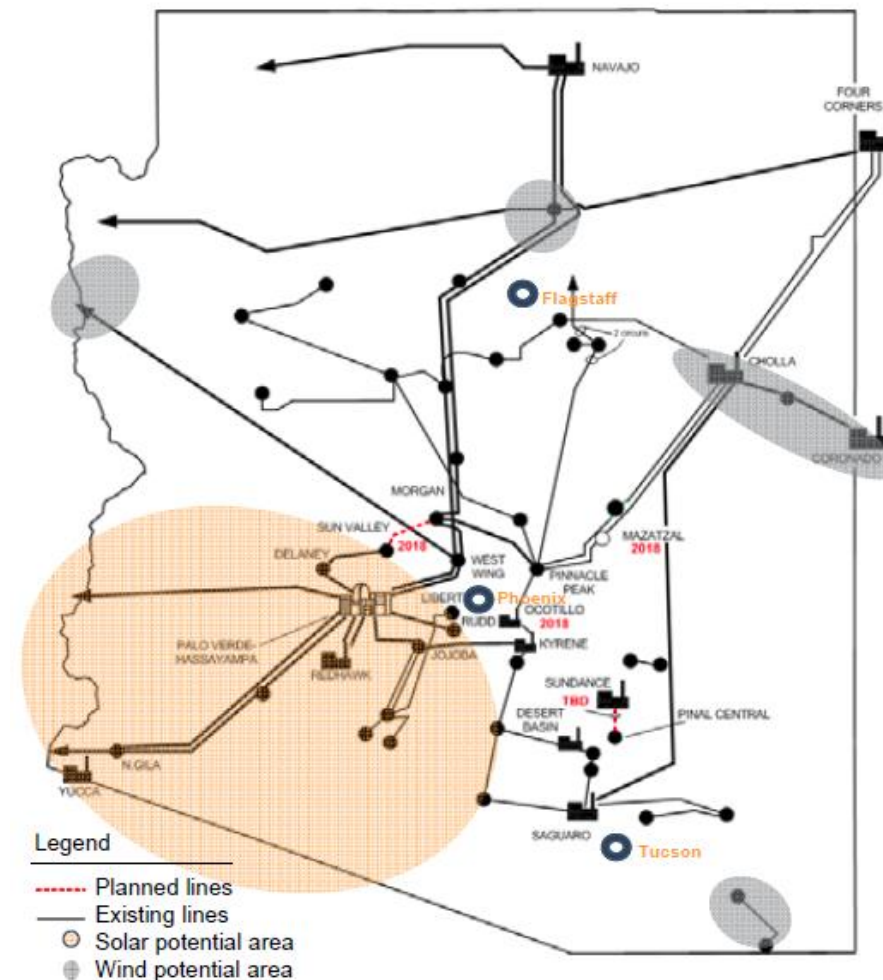 NAVAJO
FOUR
CORNERS
Flagstaff
2 circuits
CHOLLA
CORONADO
MORGAN
SUN VALLEY
2018
DELANEY
WEST
WING
MAZATZAL
2018
PINNACLE
PEAK
LIBERT
Phoenix
OCOTILLO
2018
RUDD
KYRENE
PALO VERDE-
HASSAYAMPA
JOJOBA
REDHAWK
SUNDANCE
TBD
PINAL CENTRAL
DESERT
BASIN
N.GILA
YUCCA
SAGUARO
Tucson
Legend
Planned lines
Existing lines
Solar potential area
Wind potential area